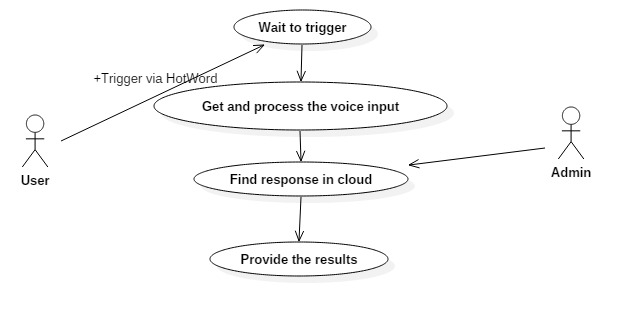 Wait to trigger
+Trigger via HotWord
Get and process the voice input
User
Admin
Find response in cloud
Provide the results